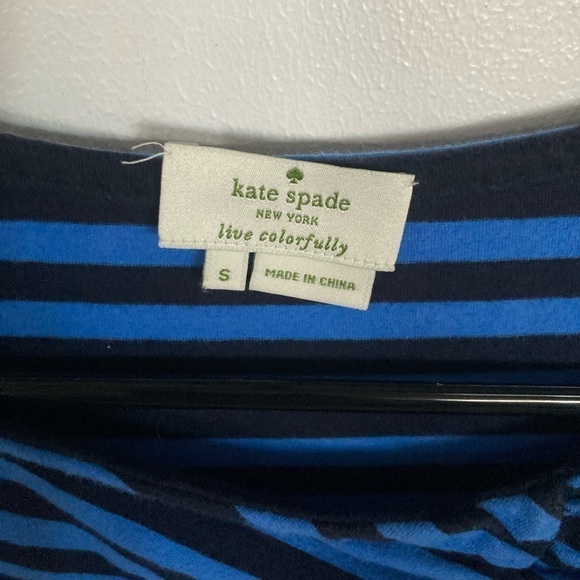 kate spade
NEW YORK
live colorfully
S
MADE IN CHINA